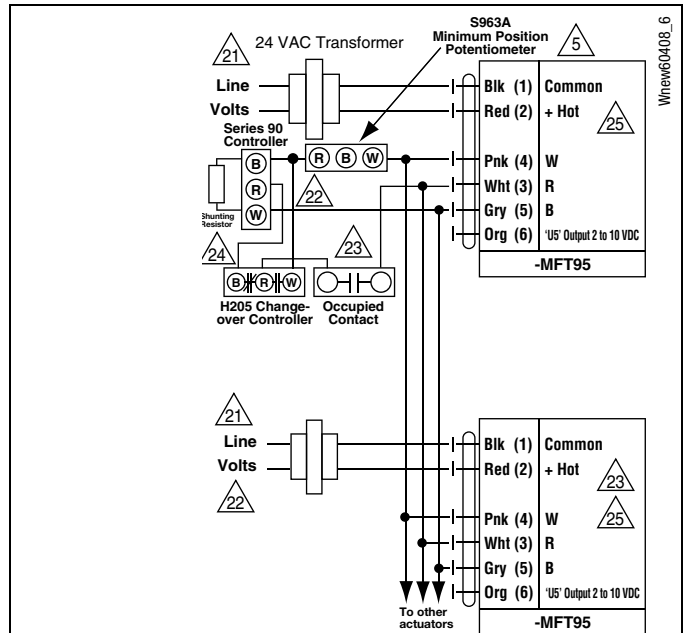 S963A
Minimum Position
Potentiometer
21
24 VAC Transformer
5
Wnew60408_6
Line
Volts
Blk (1) Common
Red (2) + Hot
25
Series 90
Controller
B
R
W
R B W
22
Pnk (4) W
Wht (3) R
Gry (5) B
Org (6) 'U5' Output 2 to 10 VDC
-MFT95
Shunting
Resistor
24
23
B R W
H205 Change-
over Controller
Occupied
Contact
21
Line
Volts
22
Blk (1) Common
Red (2) + Hot
23
25
Pnk (4) W
Wht (3) R
Gry (5) B
Org (6) 'U5' Output 2 to 10 VDC
-MFT95
To other
actuators